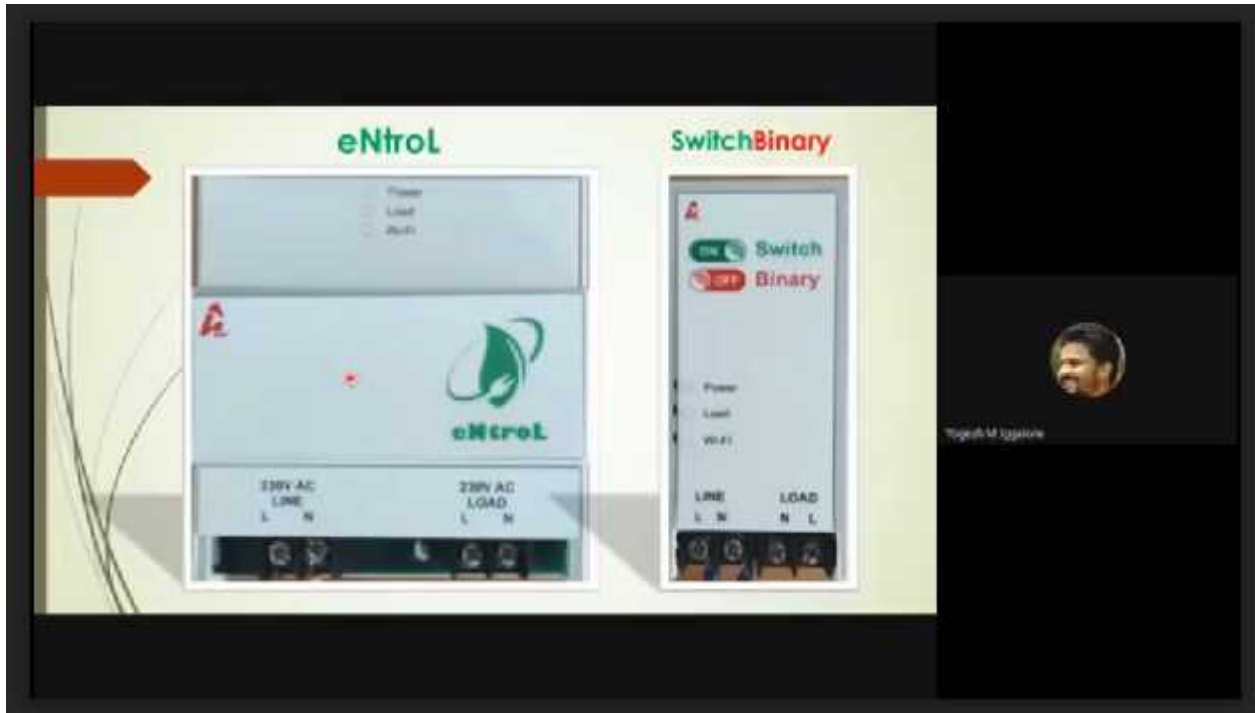 eNtroL
SwitchBinary
Power
Load
Wi-Fi
eNtroL
230V AC
LINE
L N
230V AC
LOAD
L N
ON Switch
OFF Binary
Power
Load
Wi-Fi
LINE
L N
LOAD
N L
Yogesh M